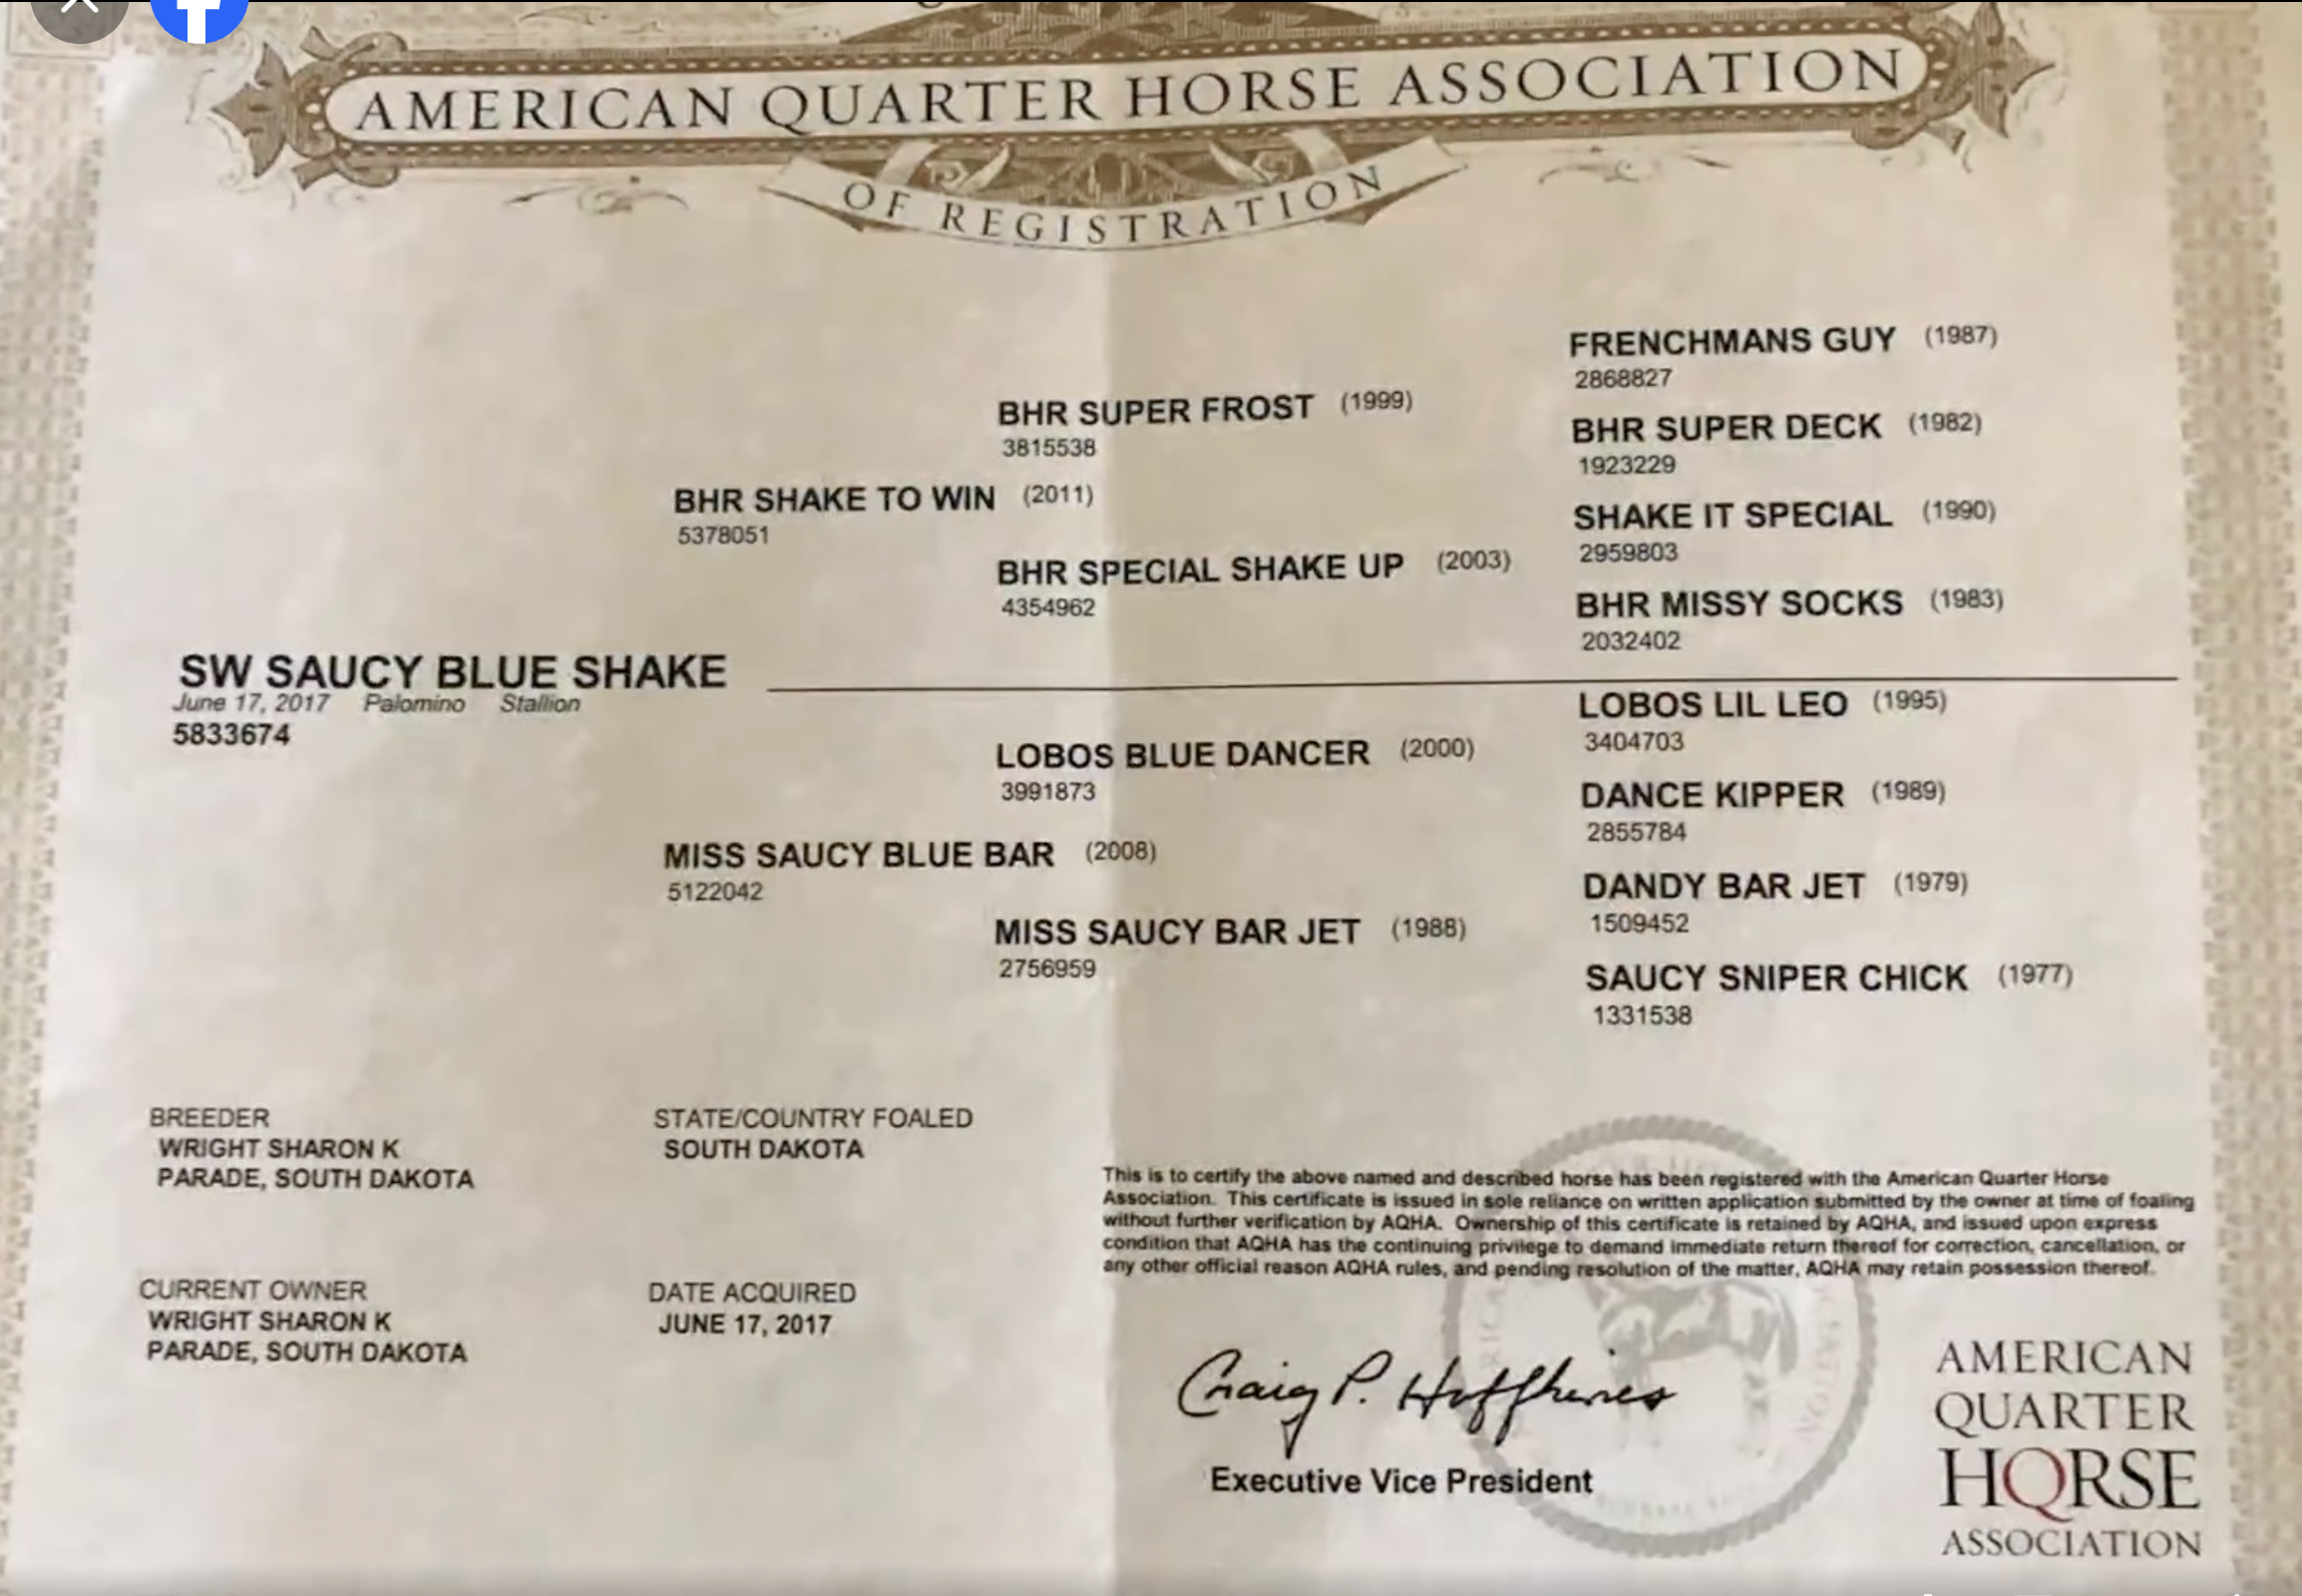 AMERICAN QUARTER HORSE ASSOCIATION
OF REGISTRATION
FRENCHMANS GUY (1987)
2868827
BHR SUPER FROST (1999)
3815538
BHR SUPER DECK (1982)
1923229
BHR SHAKE TO WIN (2011)
5378051
SHAKE IT SPECIAL (1990)
2959803
BHR SPECIAL SHAKE UP (2003)
4354962
BHR MISSY SOCKS (1983)
2032402
SW SAUCY BLUE SHAKE
June 17, 2017 Palomino Stallion
5833674
LOBOS LIL LEO (1995)
3404703
LOBOS BLUE DANCER (2000)
3991873
DANCE KIPPER (1989)
2855784
MISS SAUCY BLUE BAR (2008)
5122042
DANDY BAR JET (1979)
1509452
MISS SAUCY BAR JET (1988)
2756959
SAUCY SNIPER CHICK (1977)
1331538
BREEDER
WRIGHT SHARON K
PARADE, SOUTH DAKOTA
STATE/COUNTRY FOALED
SOUTH DAKOTA
CURRENT OWNER
WRIGHT SHARON K
PARADE, SOUTH DAKOTA
DATE ACQUIRED
JUNE 17, 2017
This is to certify the above named and described horse has been registered with the American Quarter Horse
Association. This certificate is issued in sole reliance on written application submitted by the owner at time of foaling
without further verification by AQHA. Ownership of this certificate is retained by AQHA, and issued upon express
condition that AQHA has the continuing privilege to demand immediate return thereof for correction, cancellation, or
any other official reason AQHA rules, and pending resolution of the matter, AQHA may retain possession thereof.
Craig P. Huffhines
Executive Vice President
AMERICAN
QUARTER
HORSE
ASSOCIATION